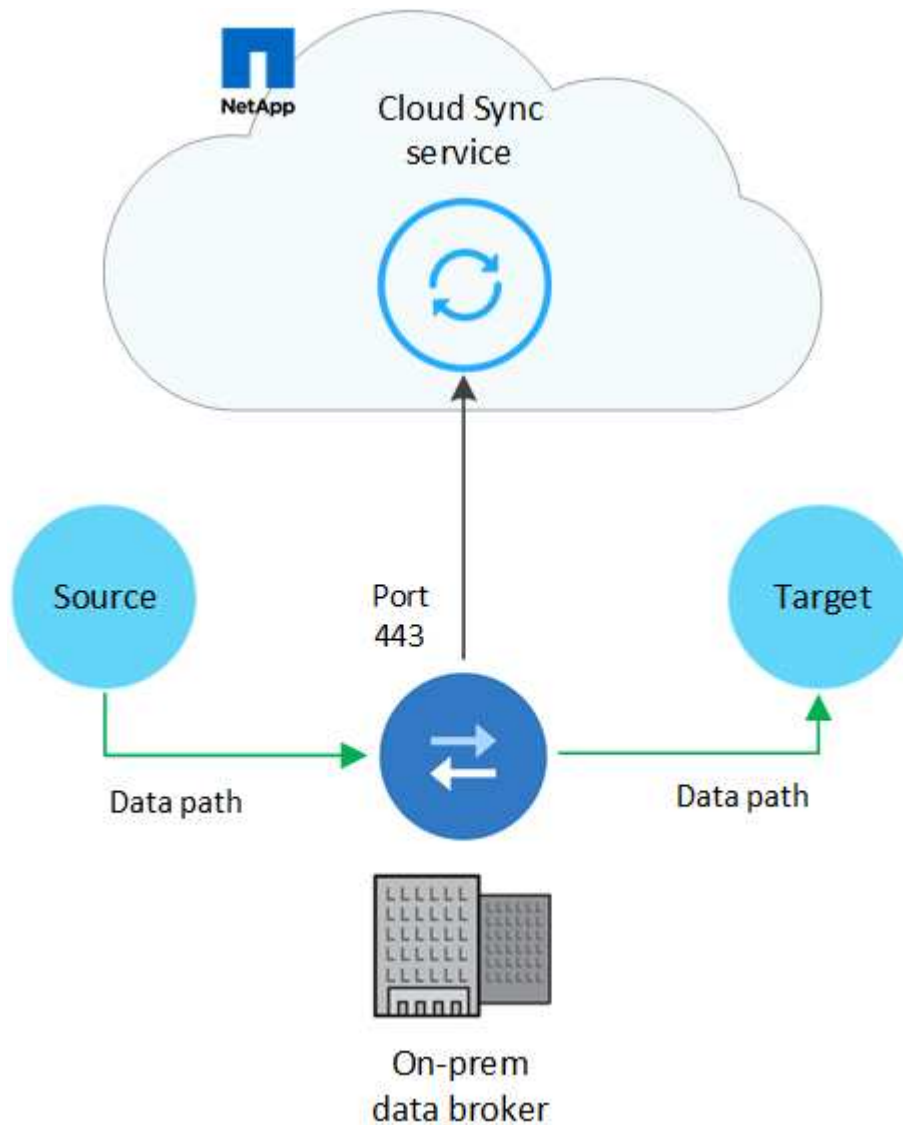 NetApp
Cloud Sync
service
Source
Port
443
Target
Data path
Data path
On-prem
data broker